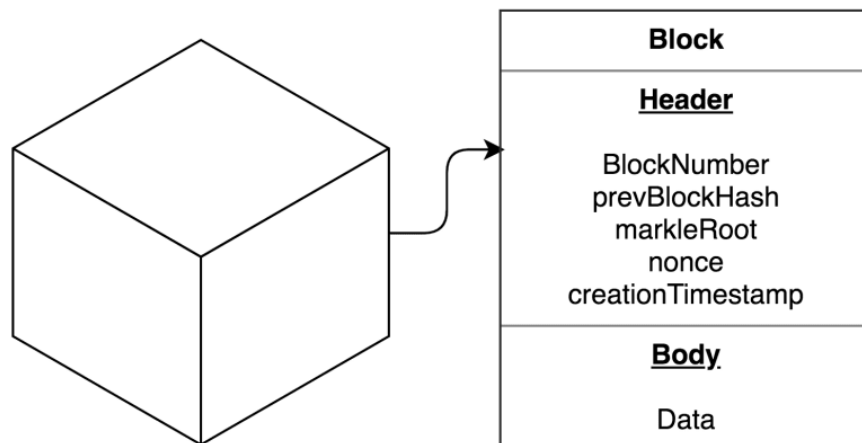 Block
Header
BlockNumber
prevBlockHash
markleRoot
nonce
creationTimestamp
Body
Data